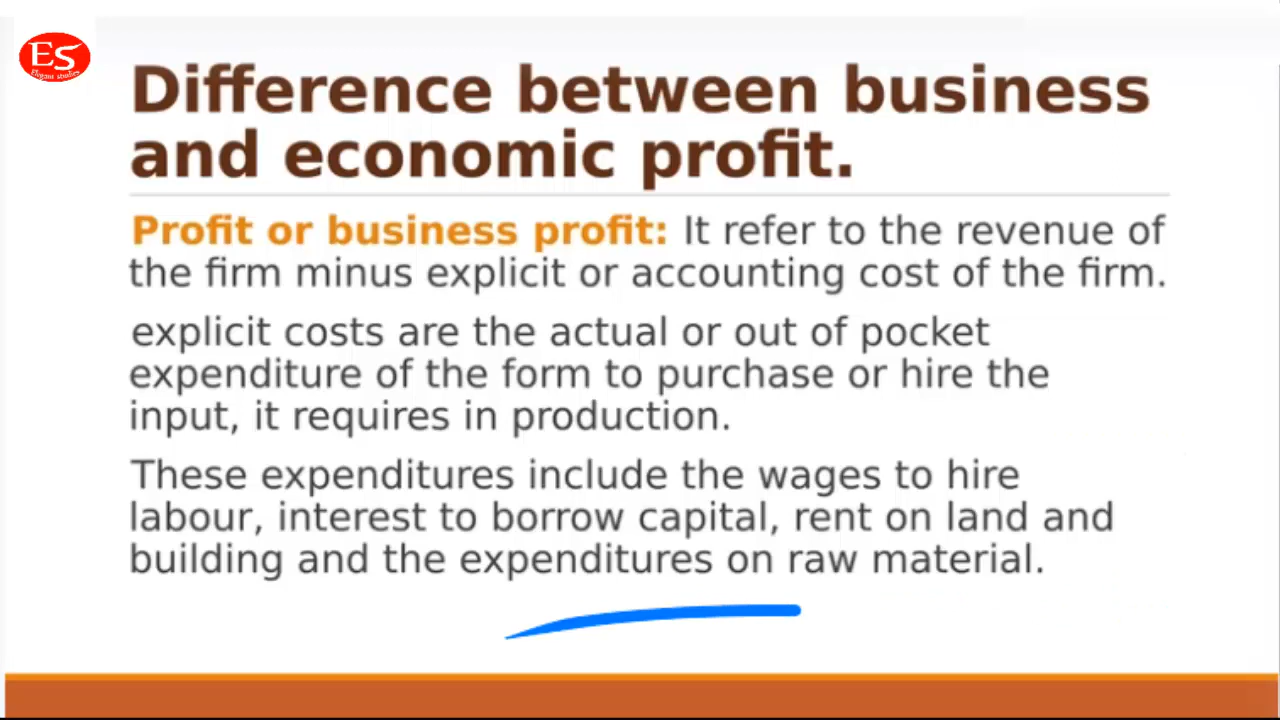 ES
Elegant studies
Difference between business
and economic profit.
Profit or business profit: It refer to the revenue of
the firm minus explicit or accounting cost of the firm.
explicit costs are the actual or out of pocket
expenditure of the form to purchase or hire the
input, it requires in production.
These expenditures include the wages to hire
labour, interest to borrow capital, rent on land and
building and the expenditures on raw material.